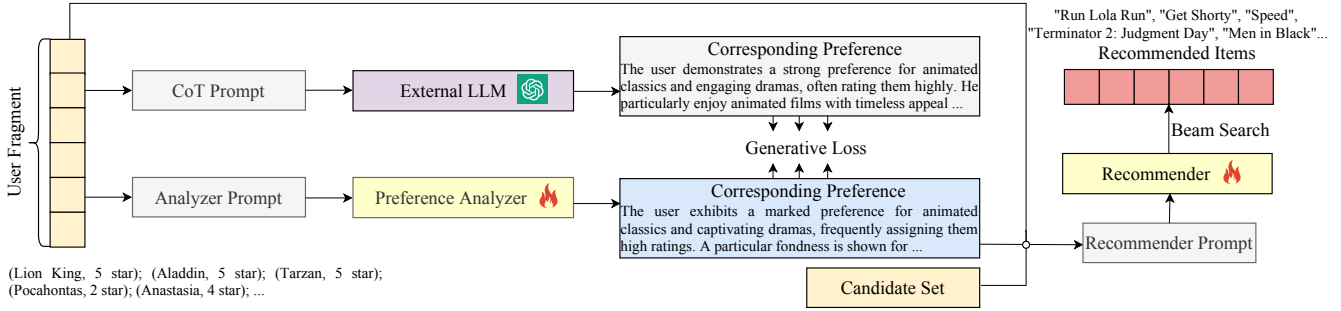 "Run Lola Run", "Get Shorty", "Speed",
"Terminator 2: Judgment Day", "Men in Black"...
Recommended Items
Beam Search
Recommender
Recommender Prompt
User Fragment
CoT Prompt
External LLM
Corresponding Preference
The user demonstrates a strong preference for animated
classics and engaging dramas, often rating them highly. He
particularly enjoy animated films with timeless appeal ...
Generative Loss
Analyzer Prompt
Preference Analyzer
Corresponding Preference
The user exhibits a marked preference for animated
classics and captivating dramas, frequently assigning them
high ratings. A particular fondness is shown for ...
(Lion King, 5 star); (Aladdin, 5 star); (Tarzan, 5 star);
(Pocahontas, 2 star); (Anastasia, 4 star); ...
Candidate Set